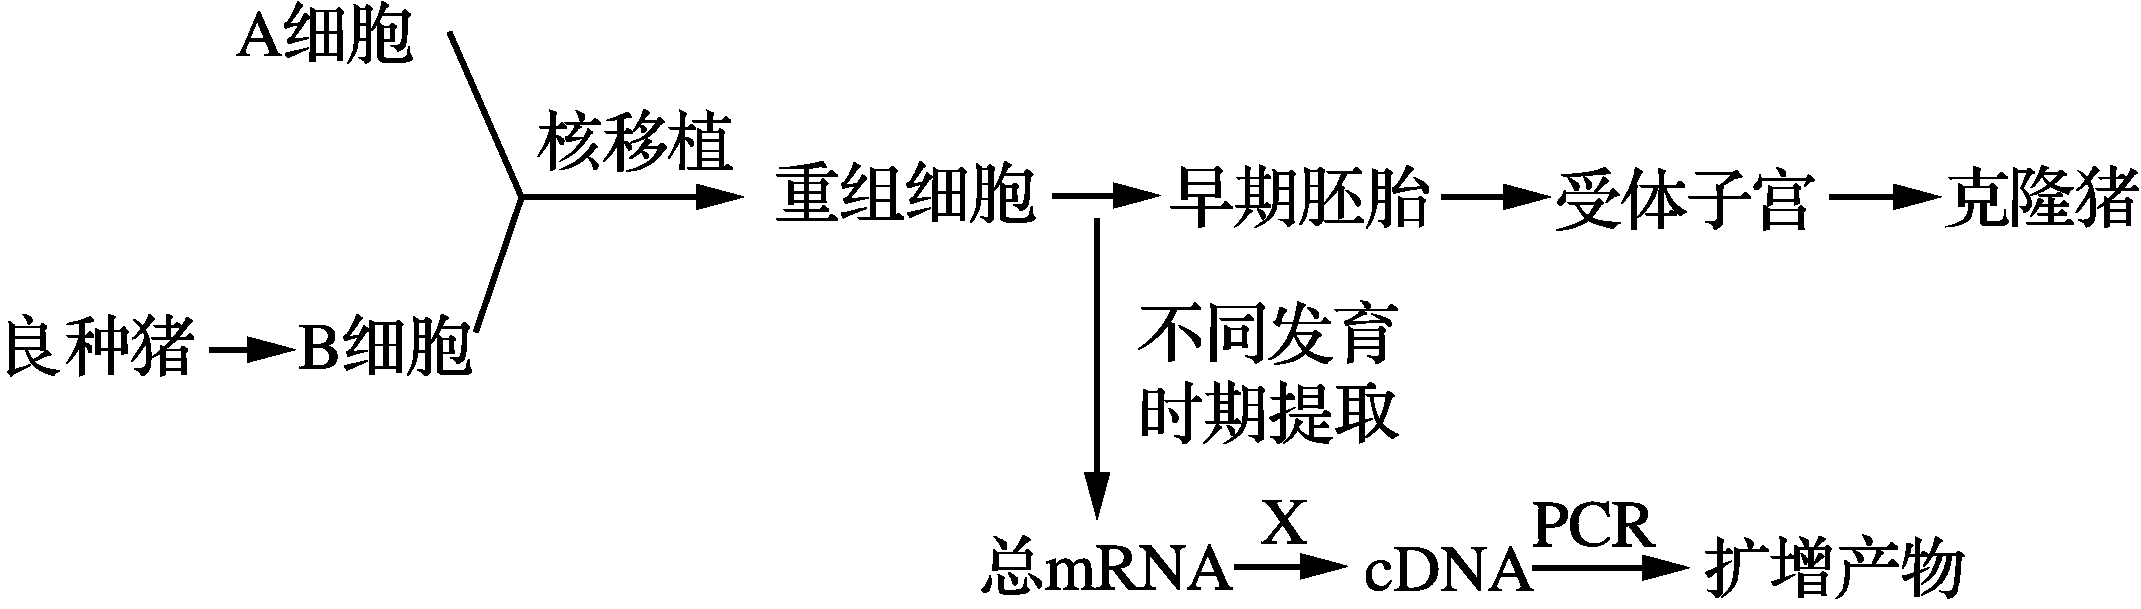 A细胞
核移植
重组细胞
早期胚胎
受体子宫
克隆猪
良种猪
B细胞
不同发育
时期提取
总mRNA
X
cDNA
PCR
扩增产物